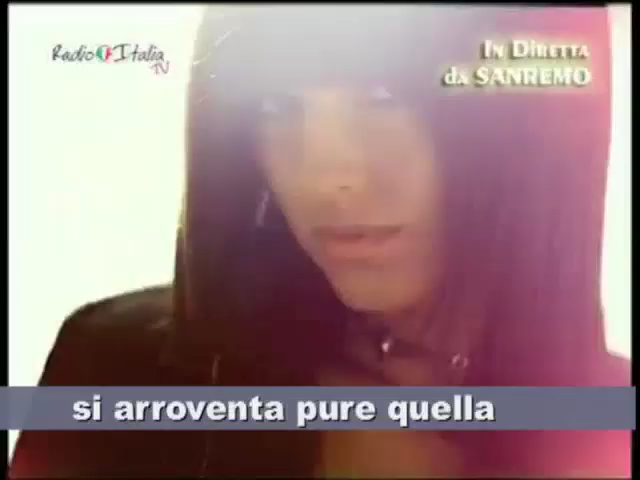 Radio Italia
TV
IN DIRETTA
da SANREMO
si arroventa pure quella